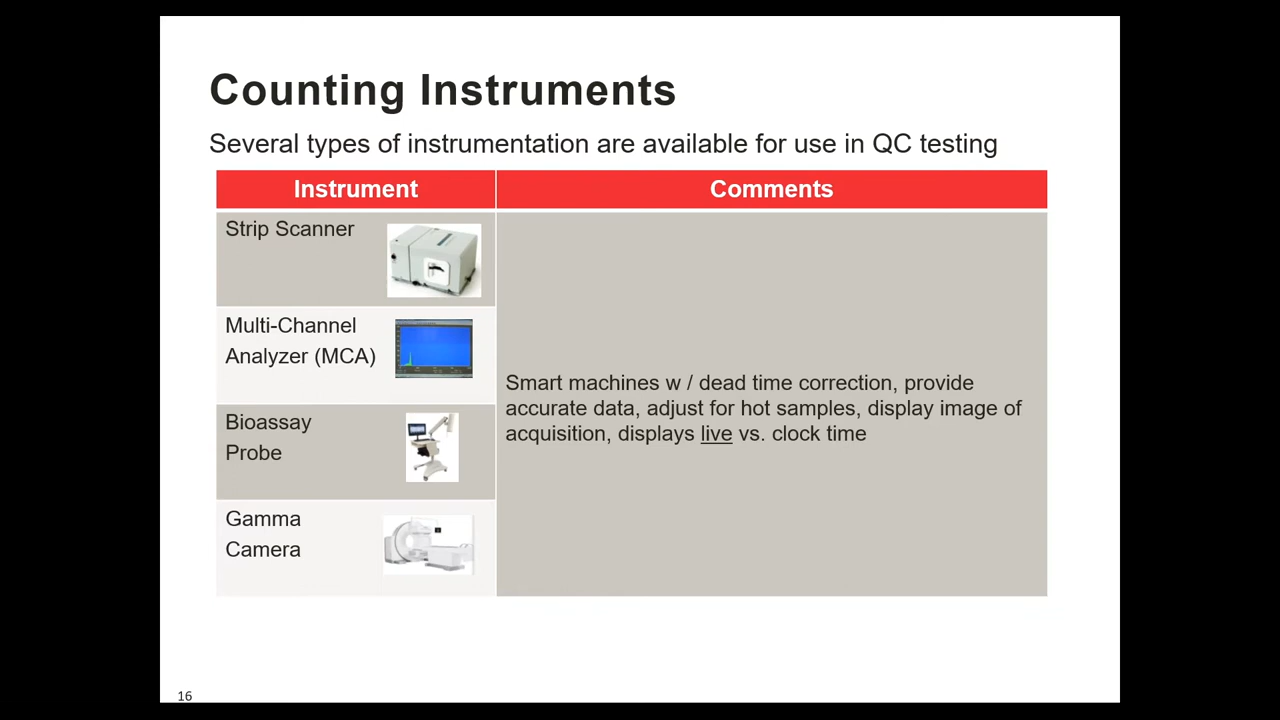 Counting Instruments
Several types of instrumentation are available for use in QC testing
Instrument
Comments
Strip Scanner
Multi-Channel
Analyzer (MCA)
Bioassay
Probe
Gamma
Camera
Smart machines w / dead time correction, provide
accurate data, adjust for hot samples, display image of
acquisition, displays live vs. clock time
16